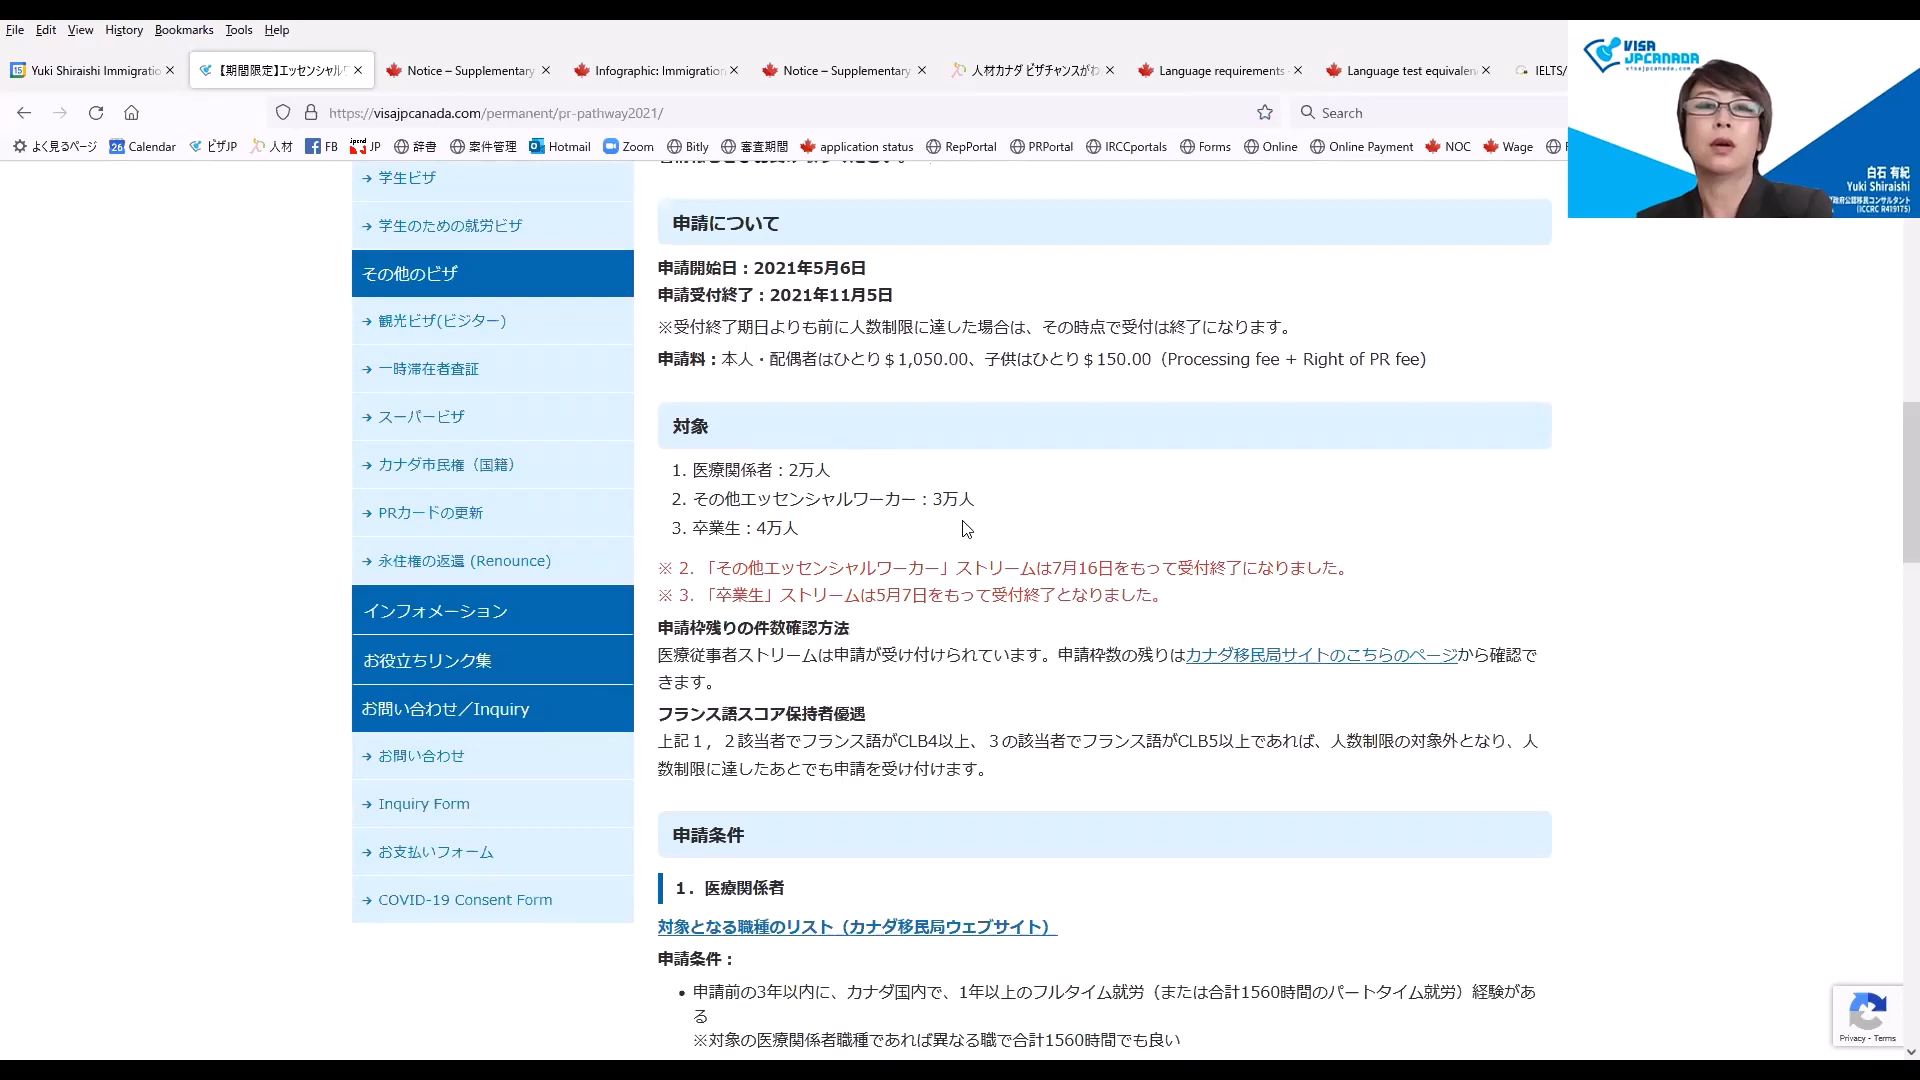 File Edit View History Bookmarks Tools Help
Yuki Shiraishi Immigratio
【期間限定】エッセンシャル
Notice – Supplementary
Infographic: Immigration
Notice – Supplementary
人材カナダ ビザチャンスがわ
Language requirements
Language test equivalen
IELTS/
https://visajpcanada.com/permanent/pr-pathway2021/
Search
よく見るページ 26 Calendar ビザJP 人材 FB JP 辞書 案件管理 Hotmail Zoom Bitly 審査期間 application status RepPortal PRPortal IRCCportals Forms Online Online Payment NOC Wage
VISA
JPCANADA
visajpcanada.com
白石 有紀
Yuki Shiraishi
政府公認移民コンサルタント
(ICCRC R419175)
→ 学生ビザ
→ 学生のための就労ビザ
その他のビザ
→ 観光ビザ(ビジター)
→ 一時滞在者査証
→ スーパービザ
→ カナダ市民権（国籍）
→ PRカードの更新
→ 永住権の返還 (Renounce)
インフォメーション
お役立ちリンク集
お問い合わせ／Inquiry
→ お問い合わせ
→ Inquiry Form
→ お支払いフォーム
→ COVID-19 Consent Form
申請について
申請開始日：2021年5月6日
申請受付終了：2021年11月5日
※受付終了期日よりも前に人数制限に達した場合は、その時点で受付は終了になります。
申請料：本人・配偶者はひとり＄1,050.00、子供はひとり＄150.00（Processing fee + Right of PR fee）
対象
1. 医療関係者：2万人
2. その他エッセンシャルワーカー：3万人
3. 卒業生：4万人
※ 2. 「その他エッセンシャルワーカー」ストリームは7月16日をもって受付終了になりました。
※ 3. 「卒業生」ストリームは5月7日をもって受付終了となりました。
申請枠残りの件数確認方法
医療従事者ストリームは申請が受け付けられています。申請枠数の残りはカナダ移民局サイトのこちらのページから確認で
きます。
フランス語スコア保持者優遇
上記１，２該当者でフランス語がCLB4以上、３の該当者でフランス語がCLB5以上であれば、人数制限の対象外となり、人
数制限に達したあとでも申請を受け付けます。
申請条件
１．医療関係者
対象となる職種のリスト（カナダ移民局ウェブサイト）
申請条件：
• 申請前の3年以内に、カナダ国内で、1年以上のフルタイム就労（または合計1560時間のパートタイム就労）経験があ
る
※対象の医療関係者職種であれば異なる職で合計1560時間でも良い
Privacy - Terms